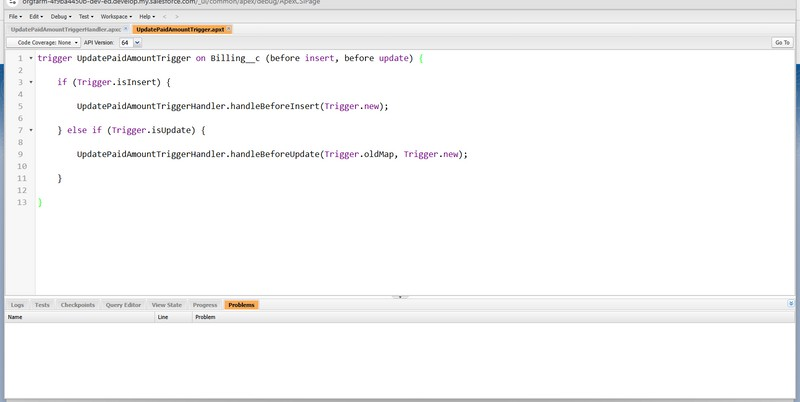 orgfarm-4f9ba4450b-dev-ed.develop.my.salesforce.com/_ui/common/apex/debug/ApexCSIPage
File Edit Debug Test Workspace Help < >
UpdatePaidAmountTriggerHandler.apxc UpdatePaidAmountTrigger.apxt
Code Coverage: None API Version: 64 Go To
1 trigger UpdatePaidAmountTrigger on Billing__c (before insert, before update) {
2
3 if (Trigger.isInsert) {
4
5 UpdatePaidAmountTriggerHandler.handleBeforeInsert(Trigger.new);
6
7 } else if (Trigger.isUpdate) {
8
9 UpdatePaidAmountTriggerHandler.handleBeforeUpdate(Trigger.oldMap, Trigger.new);
10
11 }
12
13 }
Logs Tests Checkpoints Query Editor View State Progress Problems
Name Line Problem